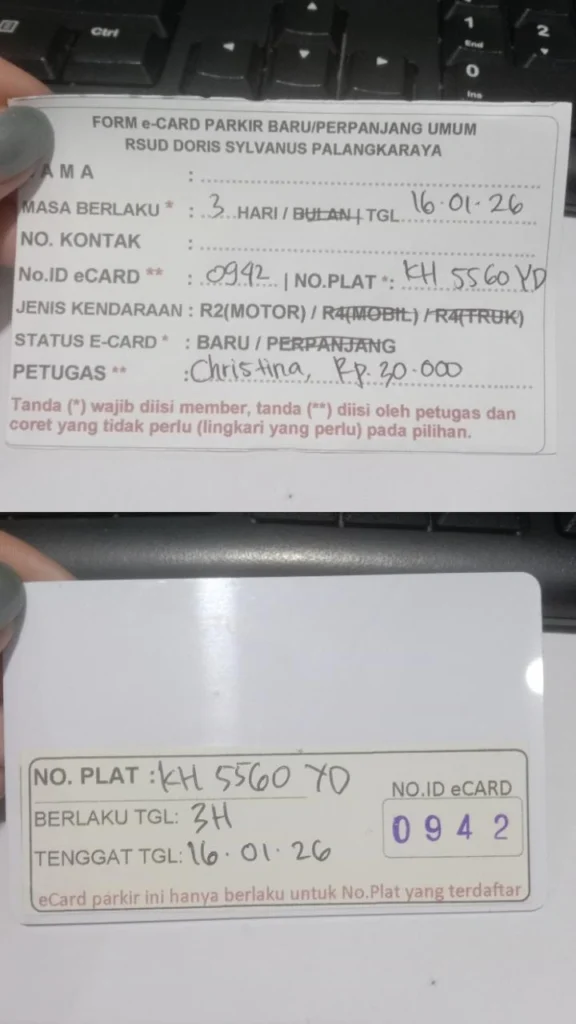 Ctrl
1
End
2
0
Ins
FORM e-CARD PARKIR BARU/PERPANJANG UMUM
RSUD DORIS SYLVANUS PALANGKARAYA
AMA :
MASA BERLAKU * : 3 HARI / BULAN | TGL 16.01.26
NO. KONTAK :
No.ID eCARD ** : 0942 | NO.PLAT *: KH 5560 YD
JENIS KENDARAAN : R2(MOTOR) / R4(MOBIL) / R4(TRUK)
STATUS E-CARD * : BARU / PERPANJANG
PETUGAS ** : Christina, Rp. 20.000
Tanda (*) wajib diisi member, tanda (**) diisi oleh petugas dan
coret yang tidak perlu (lingkari yang perlu) pada pilihan.
NO. PLAT : KH 5560 YD
BERLAKU TGL: 3H
TENGGAT TGL: 16.01.26
NO.ID eCARD
0942
eCard parkir ini hanya berlaku untuk No.Plat yang terdaftar